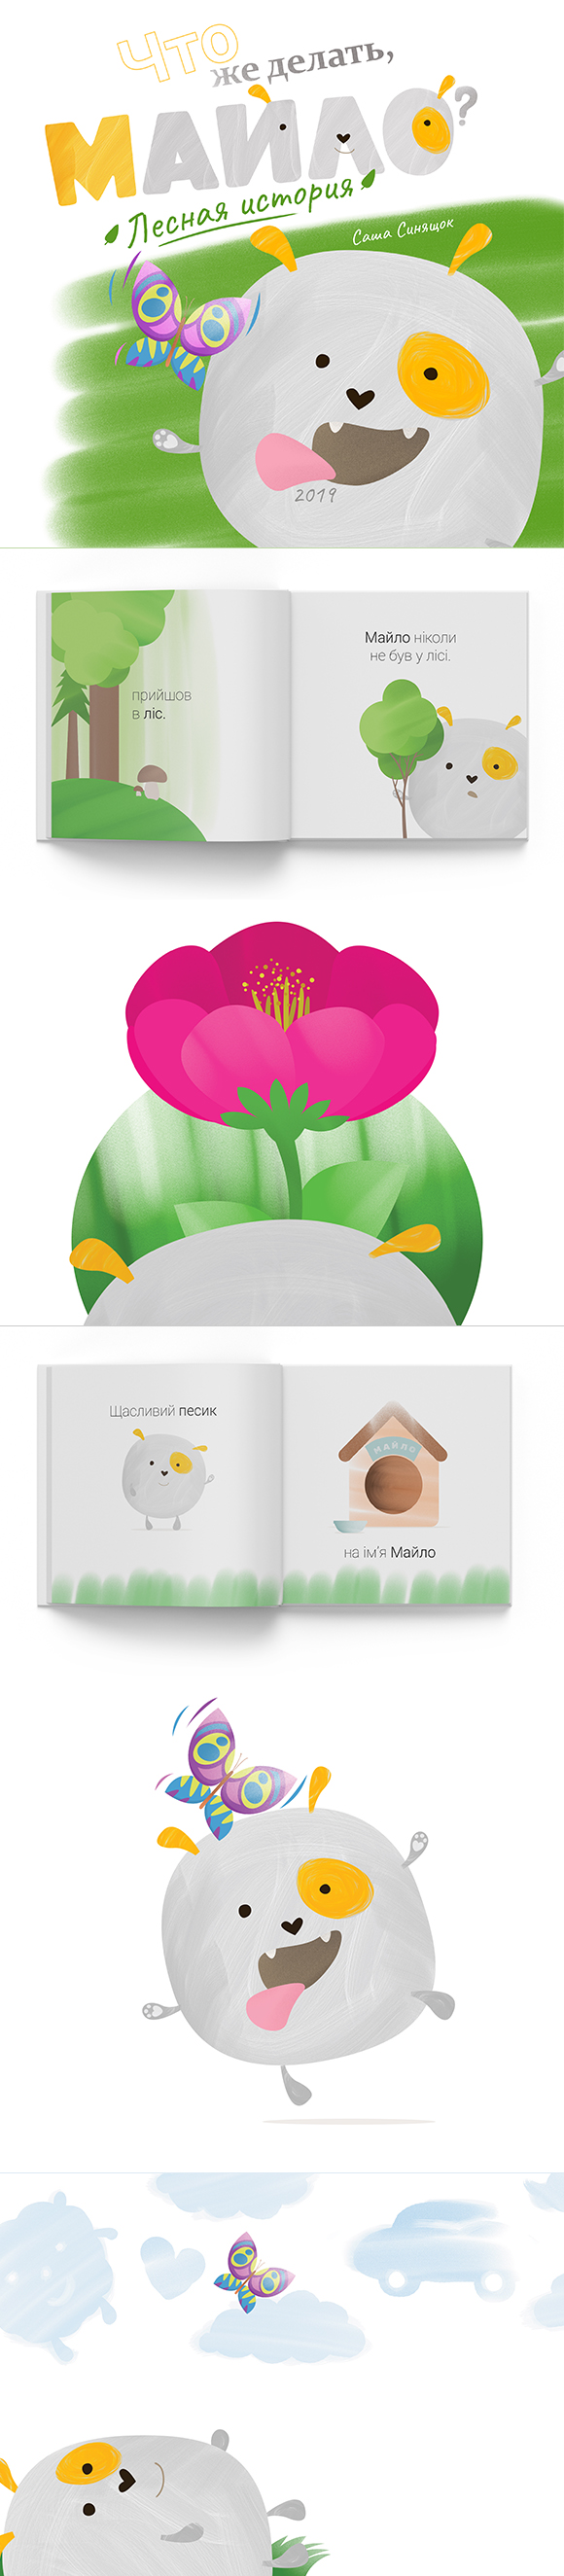 Что
же делать,
МАЙЛО?
Лесная история
Саша Синящок
2019
прийшов
в ліс.
Майло ніколи
не був у лісі.
Щасливий песик
МАЙЛО
на ім'я Майло